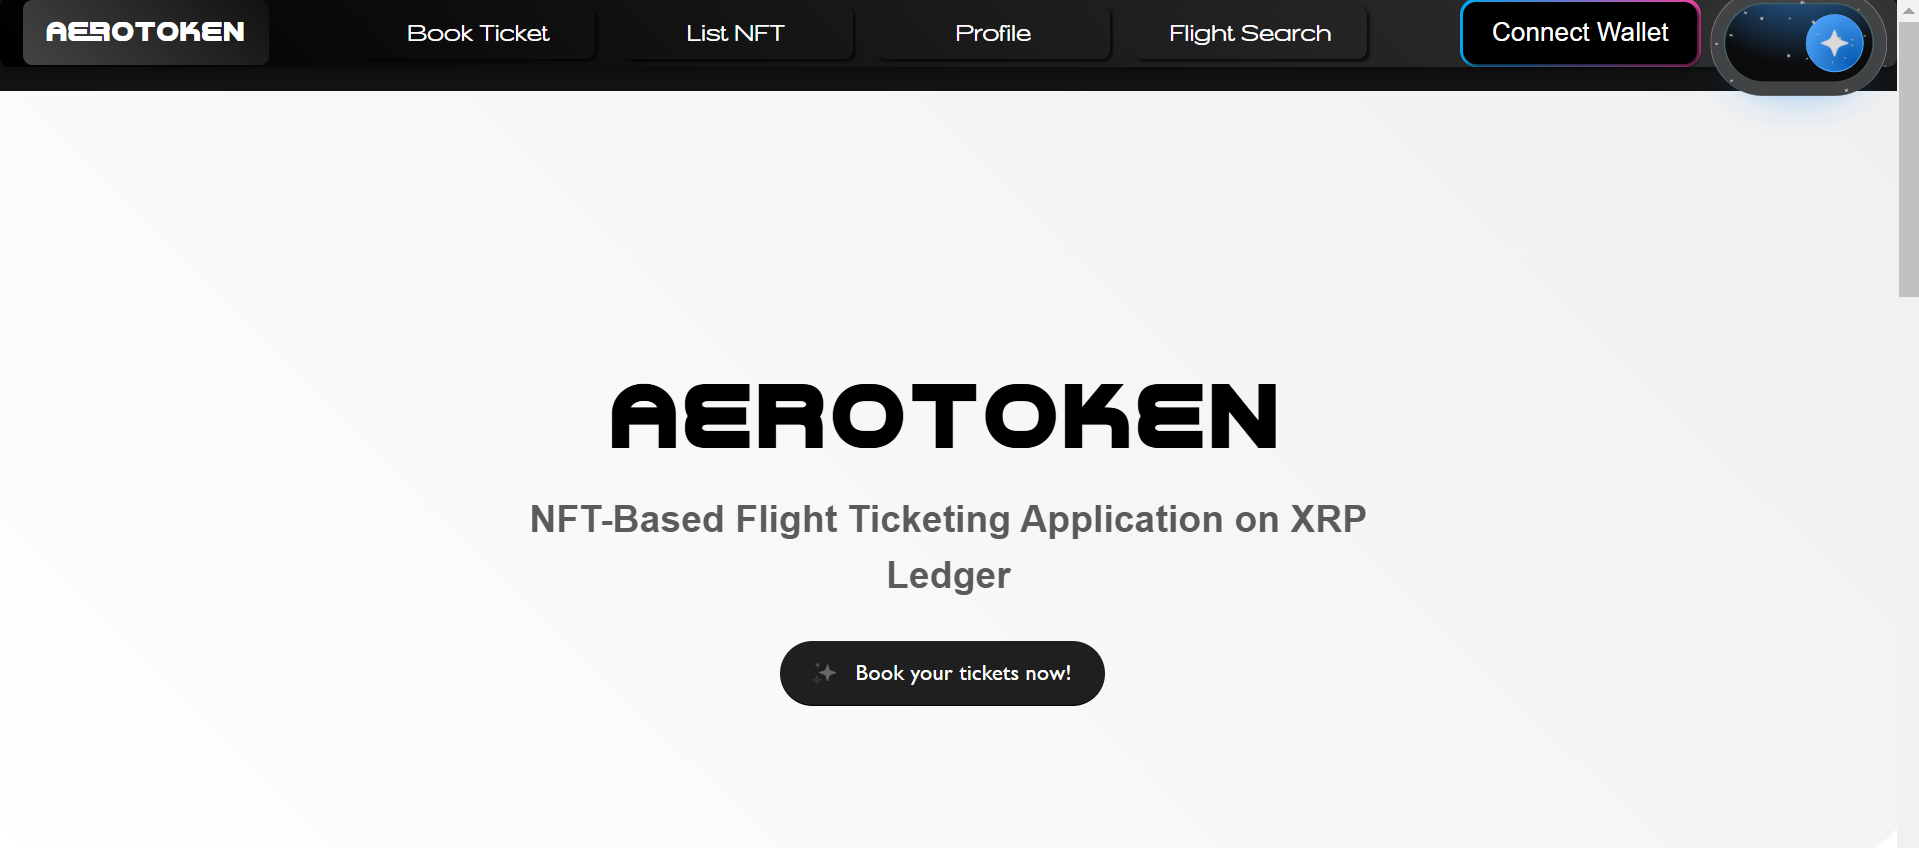 AEROTOKEN
Book Ticket
List NFT
Profile
Flight Search
Connect Wallet
AEROTOKEN
NFT-Based Flight Ticketing Application on XRP
Ledger
Book your tickets now!